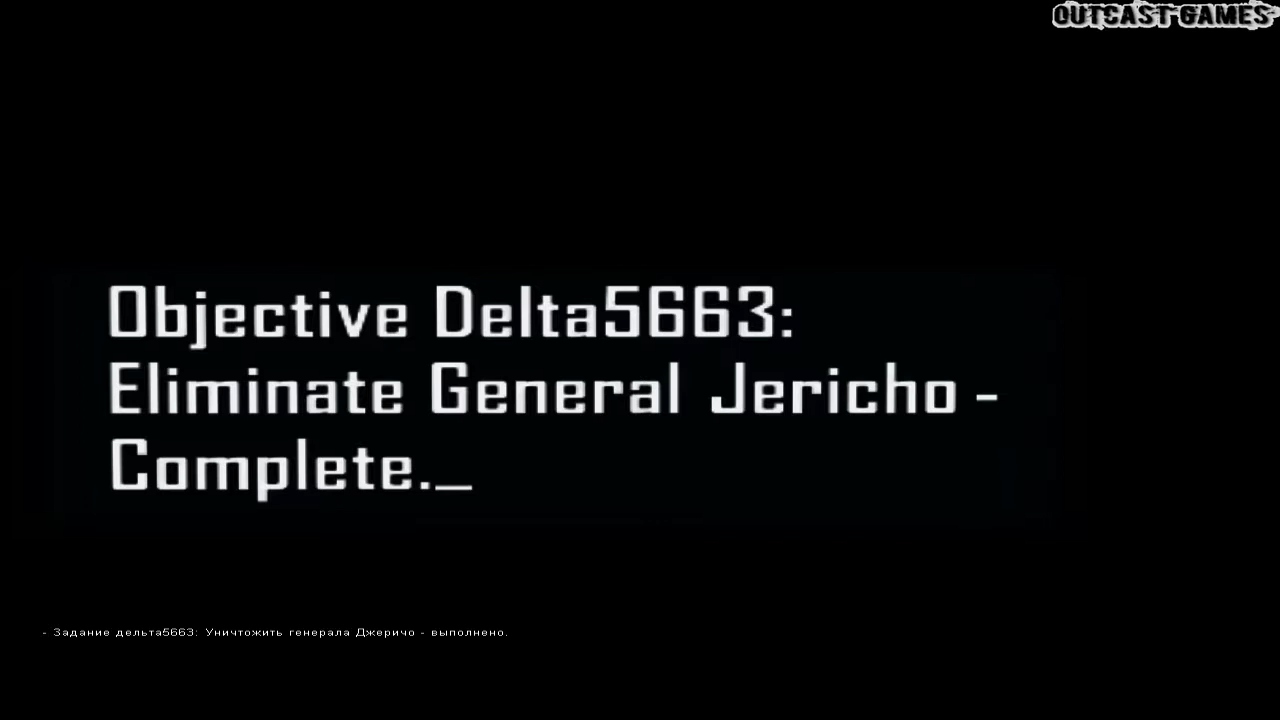 OUTCAST GAMES
Objective Delta5663:
Eliminate General Jericho -
Complete._
- Задание дельта5663: Уничтожить генерала Джеричо - выполнено.